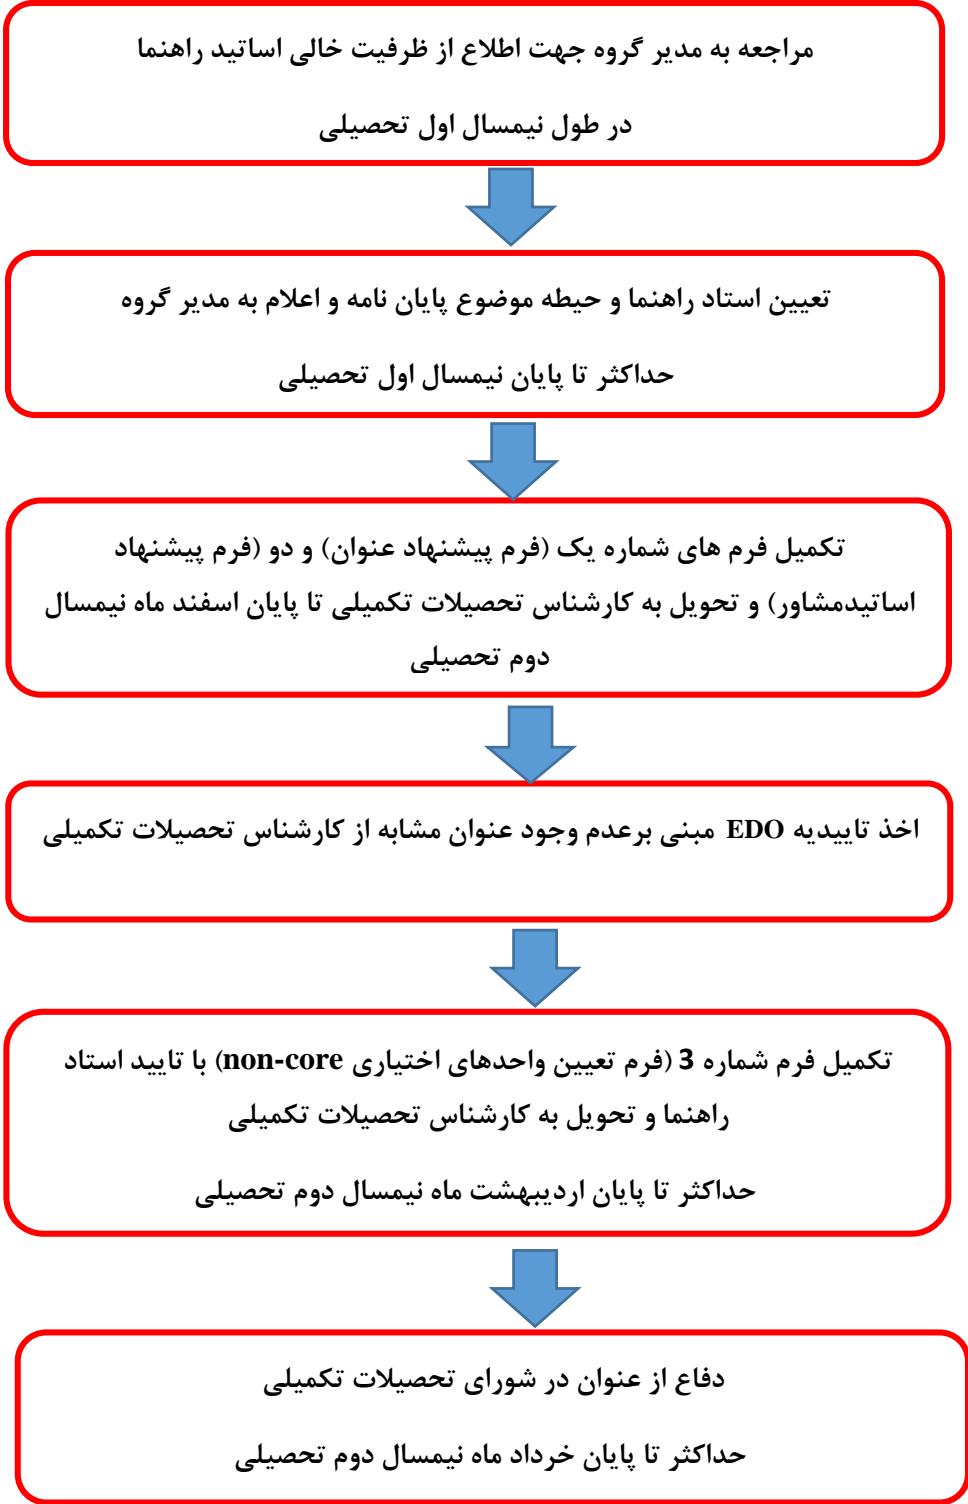 مراجعه به مدیر گروه جهت اطلاع از ظرفیت خالی اساتید راهنما
در طول نیمسال اول تحصیلی
تعیین استاد راهنما و حیطه موضوع پایان نامه و اعلام به مدیر گروه
حداکثر تا پایان نیمسال اول تحصیلی
تکمیل فرم های شماره یک (فرم پیشنهاد عنوان) و دو (فرم پیشنهاد
اساتیدمشاور) و تحویل به کارشناس تحصیلات تکمیلی تا پایان اسفند ماه نیمسال
دوم تحصیلی
اخذ تاییدیه EDO مبنی برعدم وجود عنوان مشابه از کارشناس تحصیلات تکمیلی
تکمیل فرم شماره 3 (فرم تعیین واحدهای اختیاری non-core) با تایید استاد
راهنما و تحویل به کارشناس تحصیلات تکمیلی
حداکثر تا پایان اردیبهشت ماه نیمسال دوم تحصیلی
دفاع از عنوان در شورای تحصیلات تکمیلی
حداکثر تا پایان خرداد ماه نیمسال دوم تحصیلی